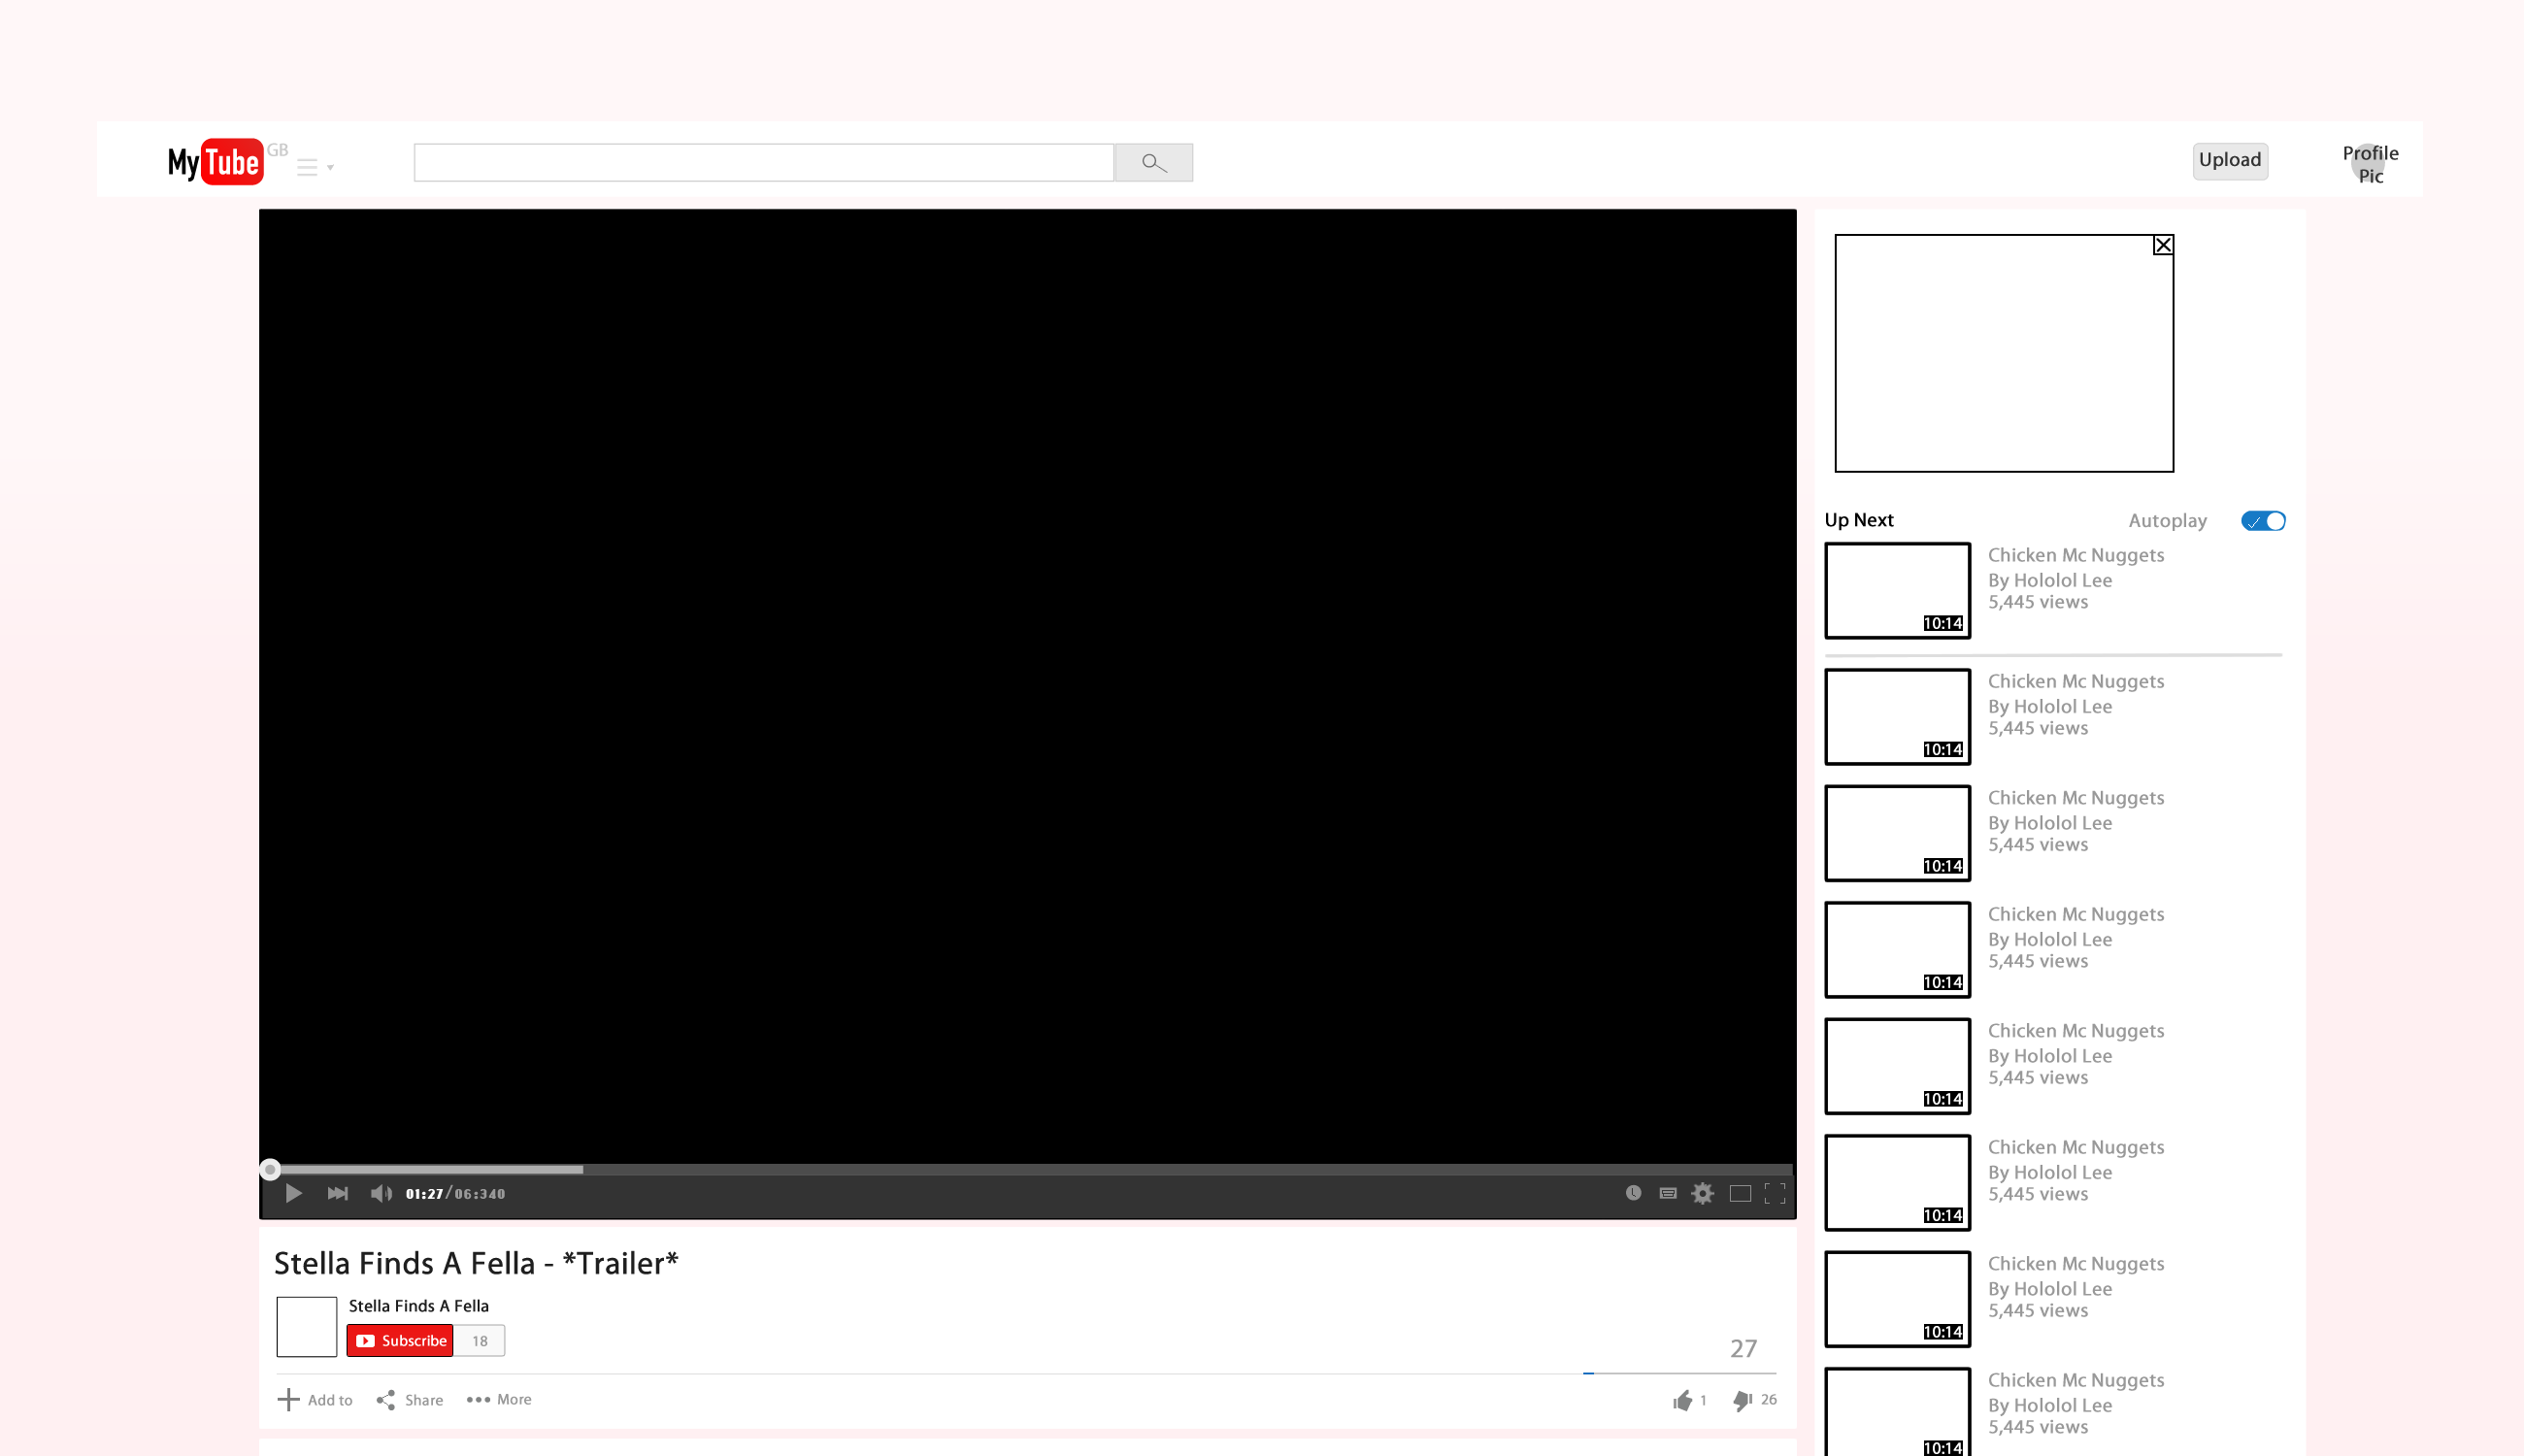 MyTube GB
Upload
Profile
Pic
Up Next
Autoplay
Chicken Mc Nuggets
By Hololol Lee
5,445 views
10:14
Chicken Mc Nuggets
By Hololol Lee
5,445 views
10:14
Chicken Mc Nuggets
By Hololol Lee
5,445 views
10:14
Chicken Mc Nuggets
By Hololol Lee
5,445 views
10:14
Chicken Mc Nuggets
By Hololol Lee
5,445 views
10:14
Chicken Mc Nuggets
By Hololol Lee
5,445 views
10:14
Chicken Mc Nuggets
By Hololol Lee
5,445 views
10:14
Chicken Mc Nuggets
By Hololol Lee
5,445 views
10:14
01:27/06:340
Stella Finds A Fella - *Trailer*
Stella Finds A Fella
Subscribe 18
27
Add to Share More
1 26